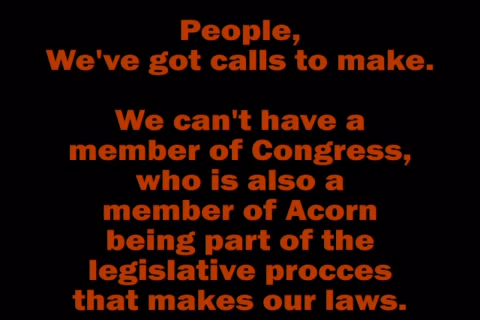 People,
We've got calls to make.
We can't have a
member of Congress,
who is also a
member of Acorn
being part of the
legislative procces
that makes our laws.